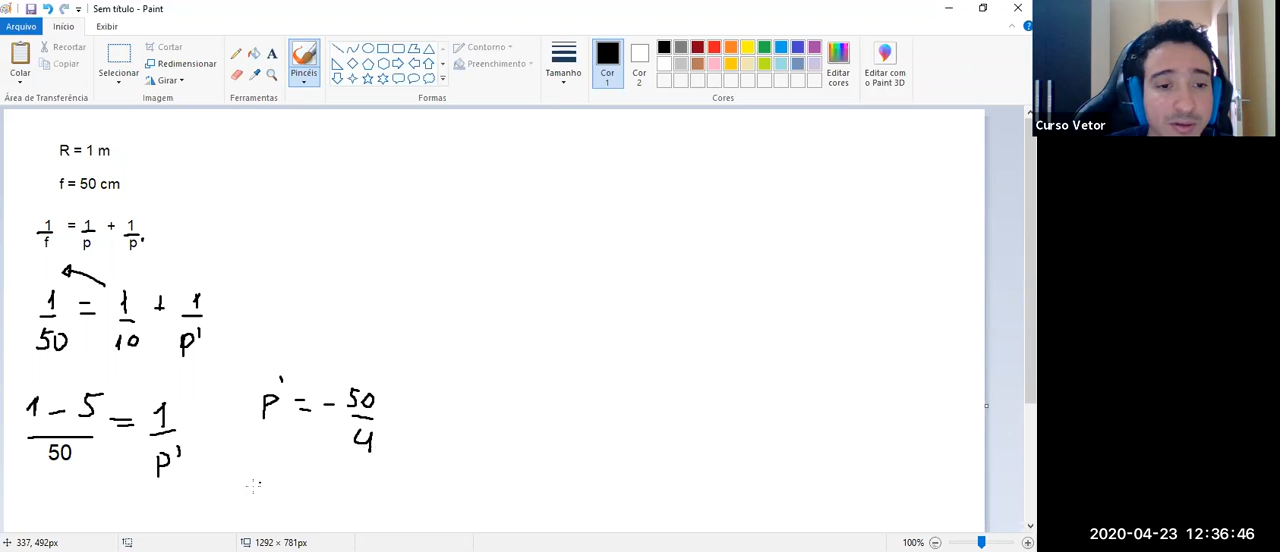 Sem título - Paint
Arquivo Início Exibir
Colar
Recortar
Copiar
Área de Transferência
Selecionar
Cortar
Redimensionar
Girar
Imagem
Ferramentas
Pincéis
Contorno
Preenchimento
Formas
Tamanho
Cor 1
Cor 2
Editar cores
Editar com o Paint 3D
Cores
Curso Vetor
R = 1 m
f = 50 cm
1/f = 1/p + 1/p'
1/50 = 1/10 + 1/p'
1 - 5/50 = 1/p'
p' = - 50/4
337, 492px
1292 × 781px
100%
2020-04-23 12:36:46